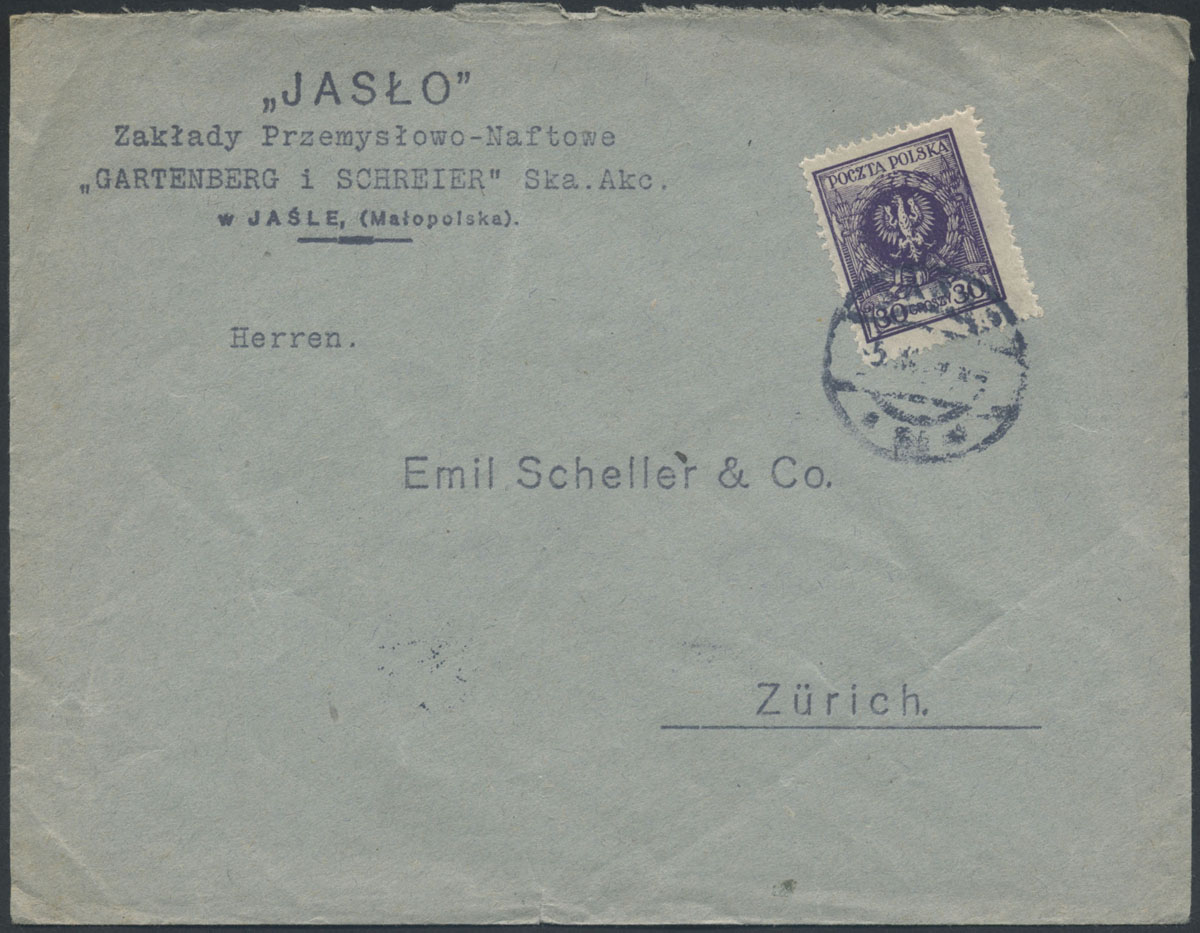 „JASŁO”
Zakłady Przemysłowo-Naftowe
„GARTENBERG i SCHREIER" Ska.Akc.
w JAŚLE, (Małopolska).
POCZTA POLSKA
30 GROSZY 30
Herren.
Emil Scheller & Co.
Zürich.